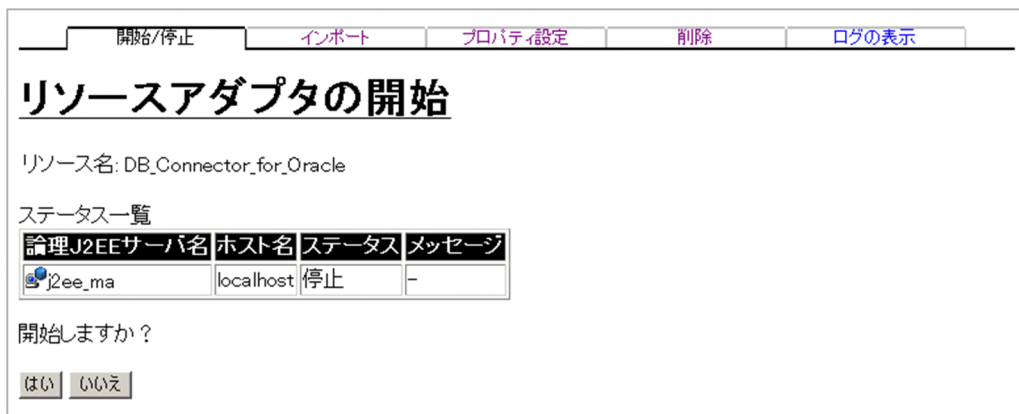 開始/停止 インポート プロパティ設定 削除 ログの表示
リソースアダプタの開始
リソース名: DB_Connector_for_Oracle
ステータス一覧
論理J2EEサーバ名 ホスト名 ステータス メッセージ
j2ee_ma localhost 停止 -
開始しますか？
はい いいえ